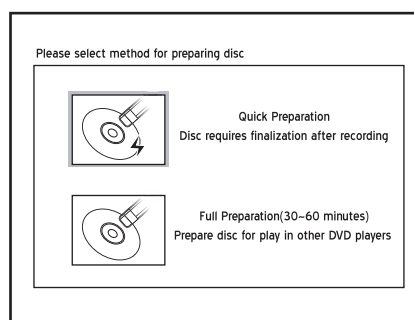 Please select method for preparing disc
Quick Preparation
Disc requires finalization after recording
Full Preparation(30~60 minutes)
Prepare disc for play in other DVD players